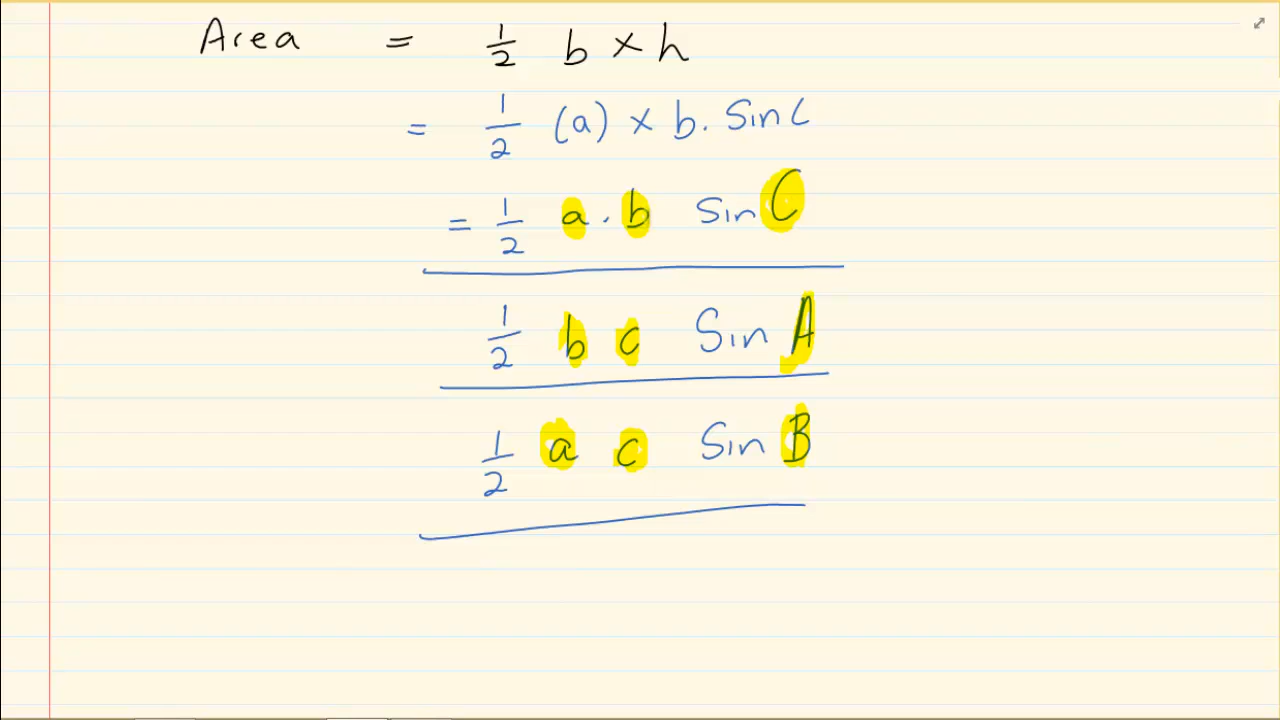 Area = 1/2 b × h
= 1/2 (a) × b. Sin C
= 1/2 a . b Sin C
1/2 b c Sin A
1/2 a c Sin B